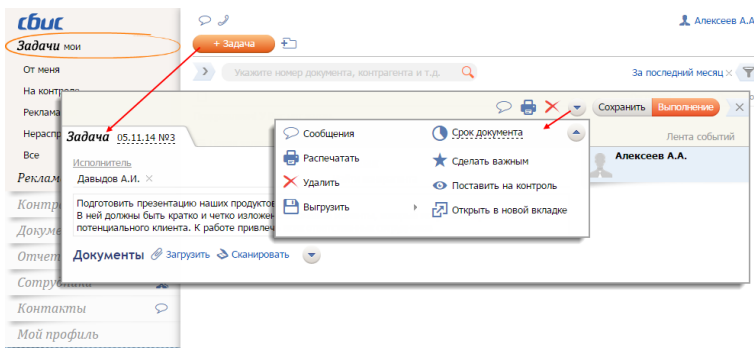 сбис
Алексеев А.А
Задачи мои
+ Задача
От меня
Укажите номер документа, контрагента и т.д.
За последний месяц ×
На контроле
Реклама
Сохранить
Выполнение
Нераспр
Задача 05.11.14 №3
Сообщения
Срок документа
Лента событий
Все
Исполнитель
Распечатать
Сделать важным
Алексеев А.А.
Реклам
Давыдов А.И. ×
Удалить
Поставить на контроль
Контр
Подготовить презентацию наших продуктов
В ней должны быть кратко и четко изложен
Выгрузить
Открыть в новой вкладке
потенциального клиента. К работе привлеч
Докуме
Отчет
Документы
Загрузить
Сканировать
Сотрудники
Контакты
Мой профиль